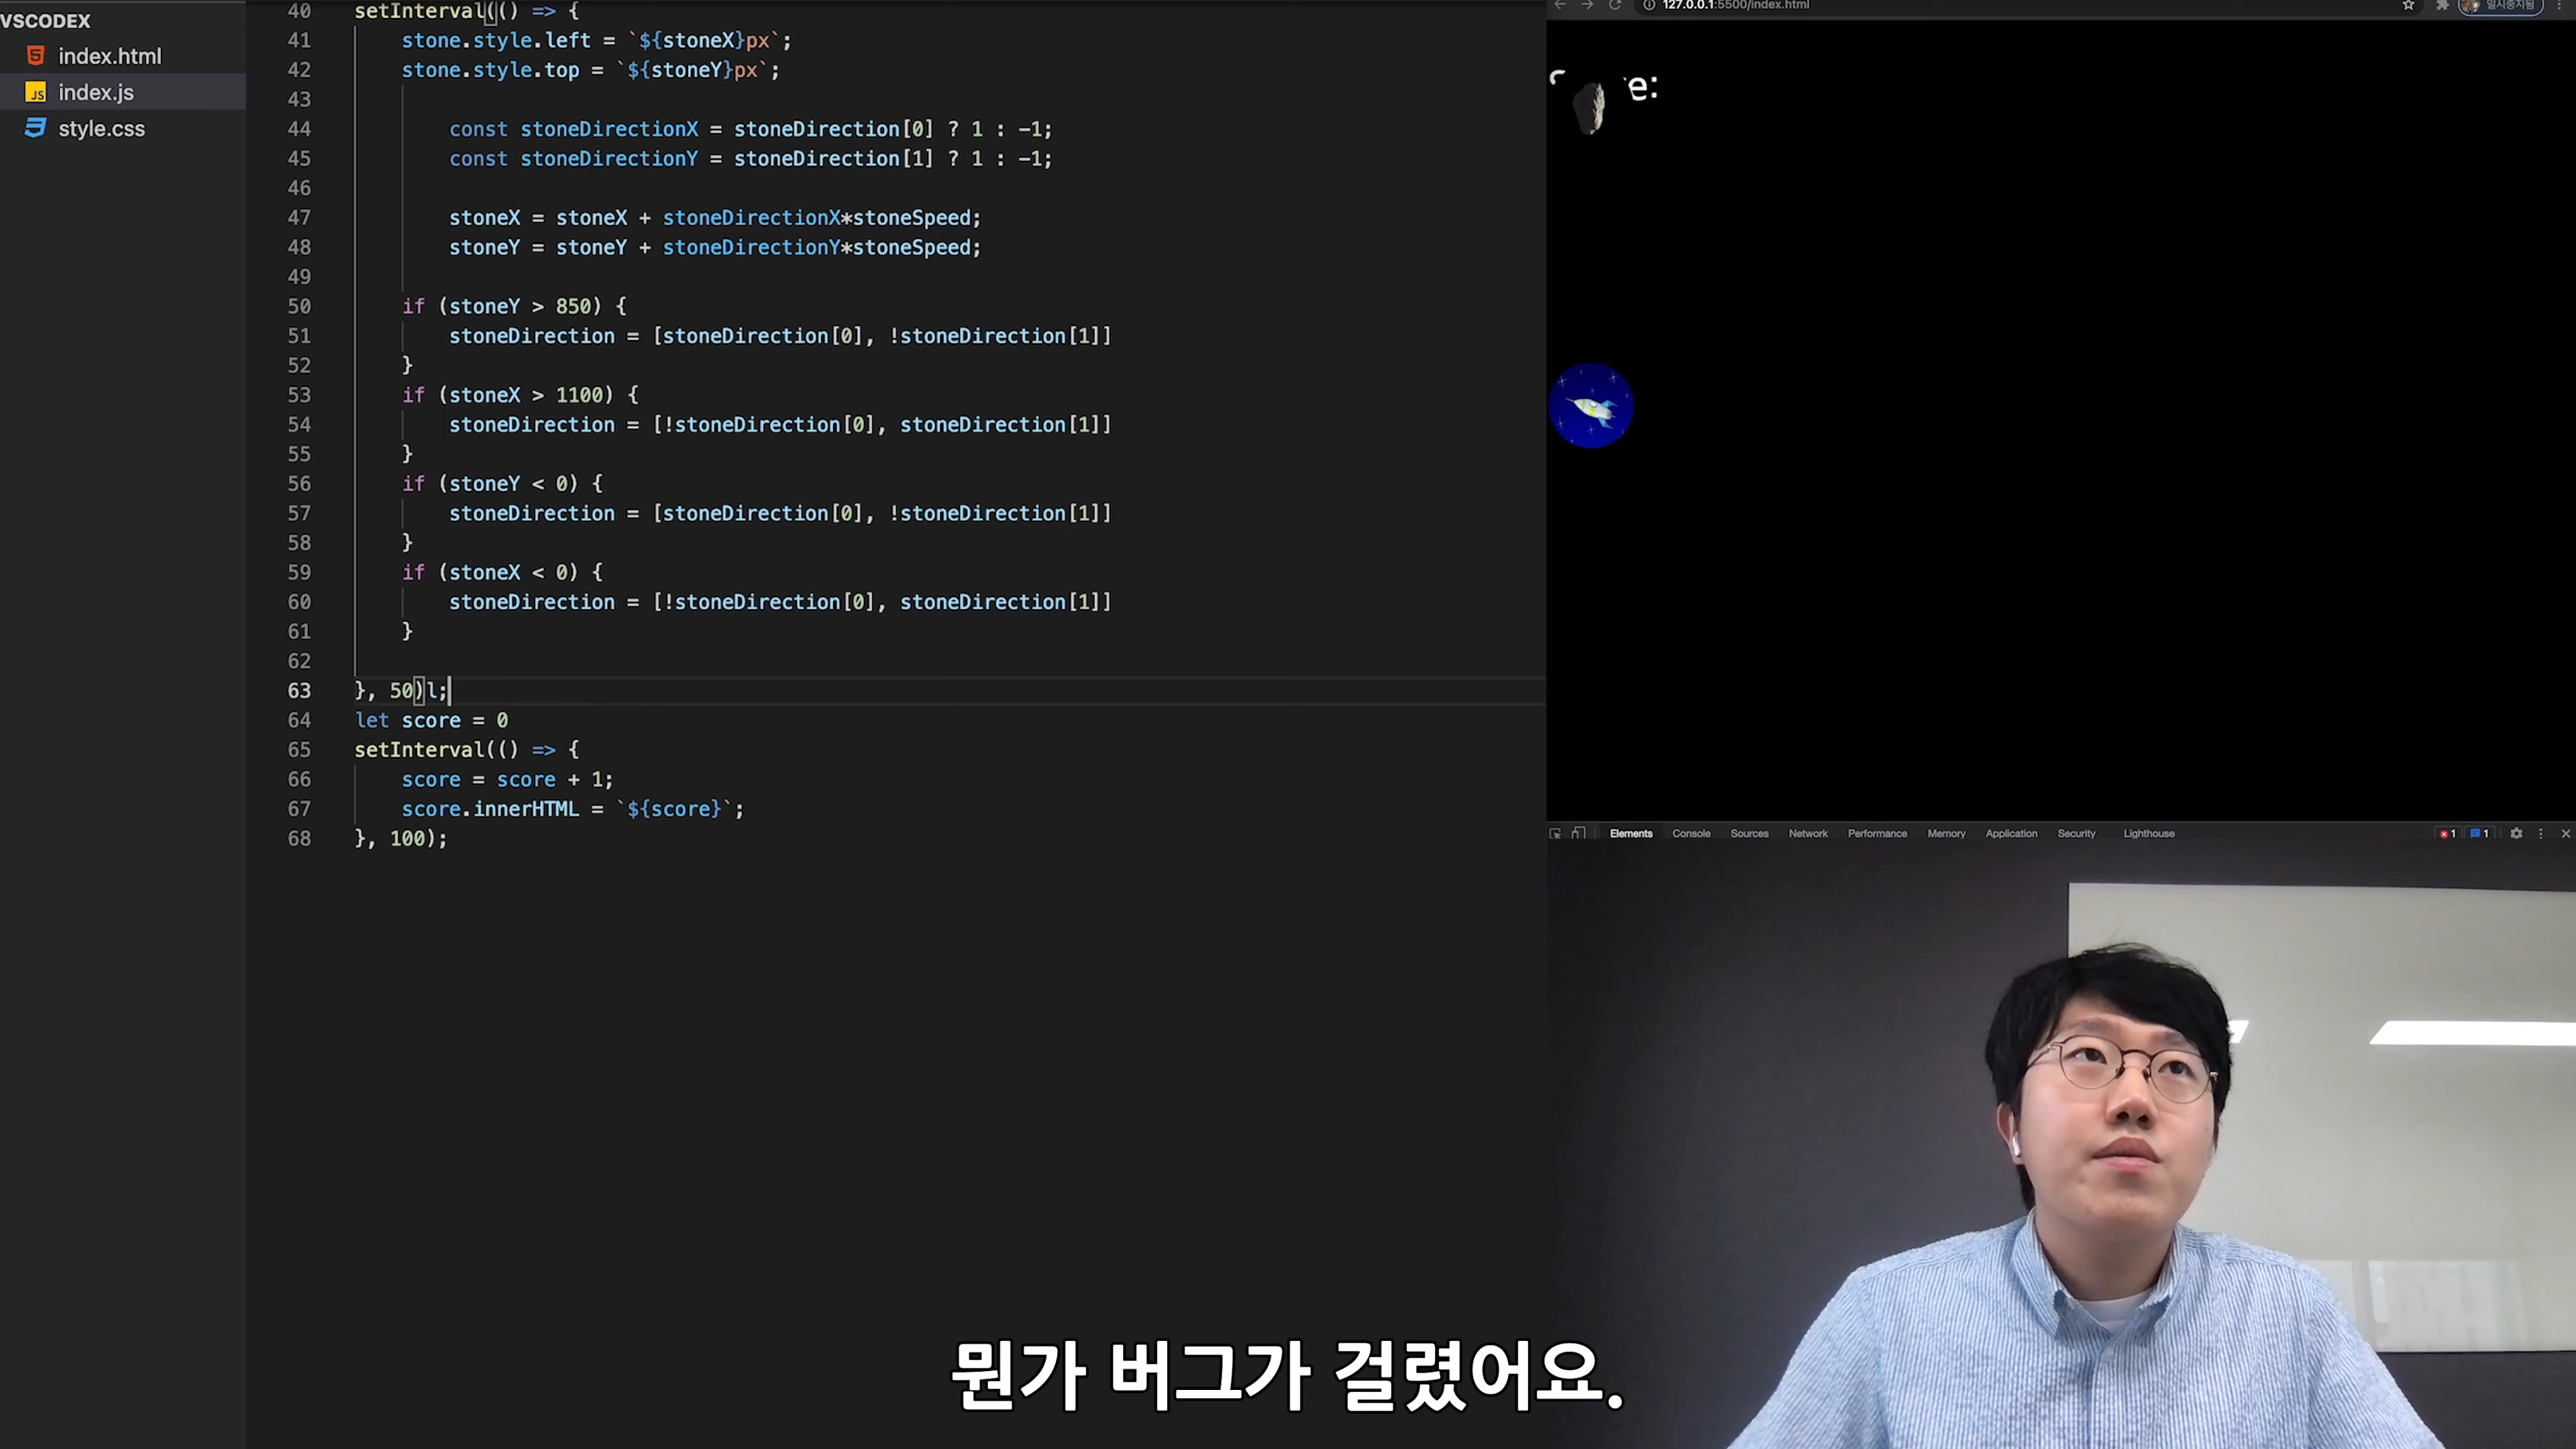 VSCODEX
index.html
index.js
style.css
40 setInterval(() => {
41 stone.style.left = `${stoneX}px`;
42 stone.style.top = `${stoneY}px`;
43
44 const stoneDirectionX = stoneDirection[0] ? 1 : -1;
45 const stoneDirectionY = stoneDirection[1] ? 1 : -1;
46
47 stoneX = stoneX + stoneDirectionX*stoneSpeed;
48 stoneY = stoneY + stoneDirectionY*stoneSpeed;
49
50 if (stoneY > 850) {
51 stoneDirection = [stoneDirection[0], !stoneDirection[1]]
52 }
53 if (stoneX > 1100) {
54 stoneDirection = [!stoneDirection[0], stoneDirection[1]]
55 }
56 if (stoneY < 0) {
57 stoneDirection = [stoneDirection[0], !stoneDirection[1]]
58 }
59 if (stoneX < 0) {
60 stoneDirection = [!stoneDirection[0], stoneDirection[1]]
61 }
62
63 }, 50)l;
64 let score = 0
65 setInterval(() => {
66 score = score + 1;
67 score.innerHTML = `${score}`;
68 }, 100);
127.0.0.1:5500/index.html
일시중지됨
e:
Elements Console Sources Network Performance Memory Application Security Lighthouse 1 1
뭔가 버그가 걸렸어요.